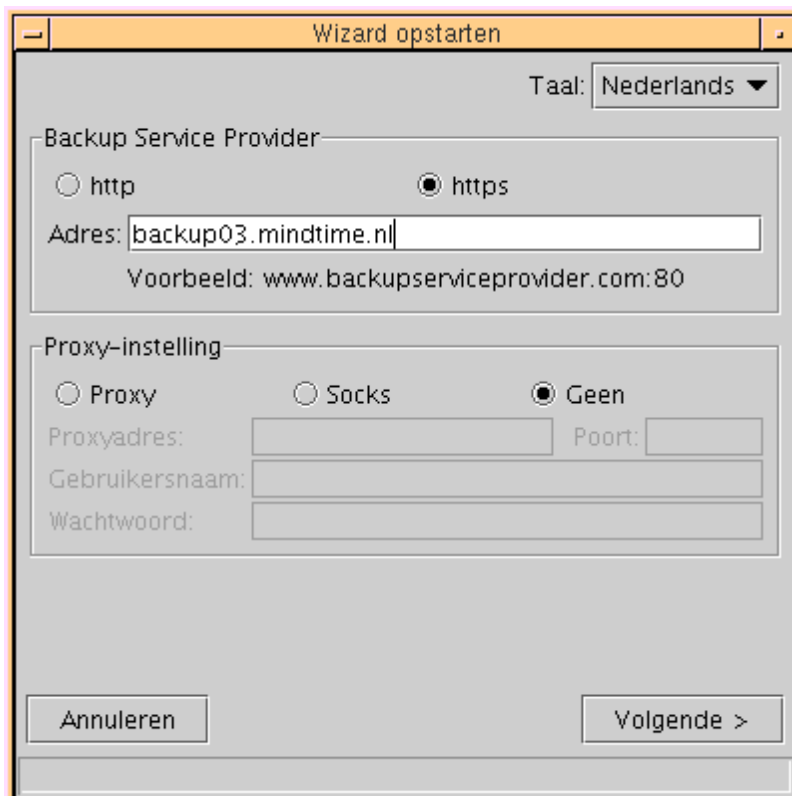 Wizard opstarten
Taal: Nederlands
Backup Service Provider
http https
Adres: backup03.mindtime.nl
Voorbeeld: www.backupserviceprovider.com:80
Proxy-instelling
Proxy Socks Geen
Proxyadres: Poort:
Gebruikersnaam:
Wachtwoord:
Annuleren Volgende >